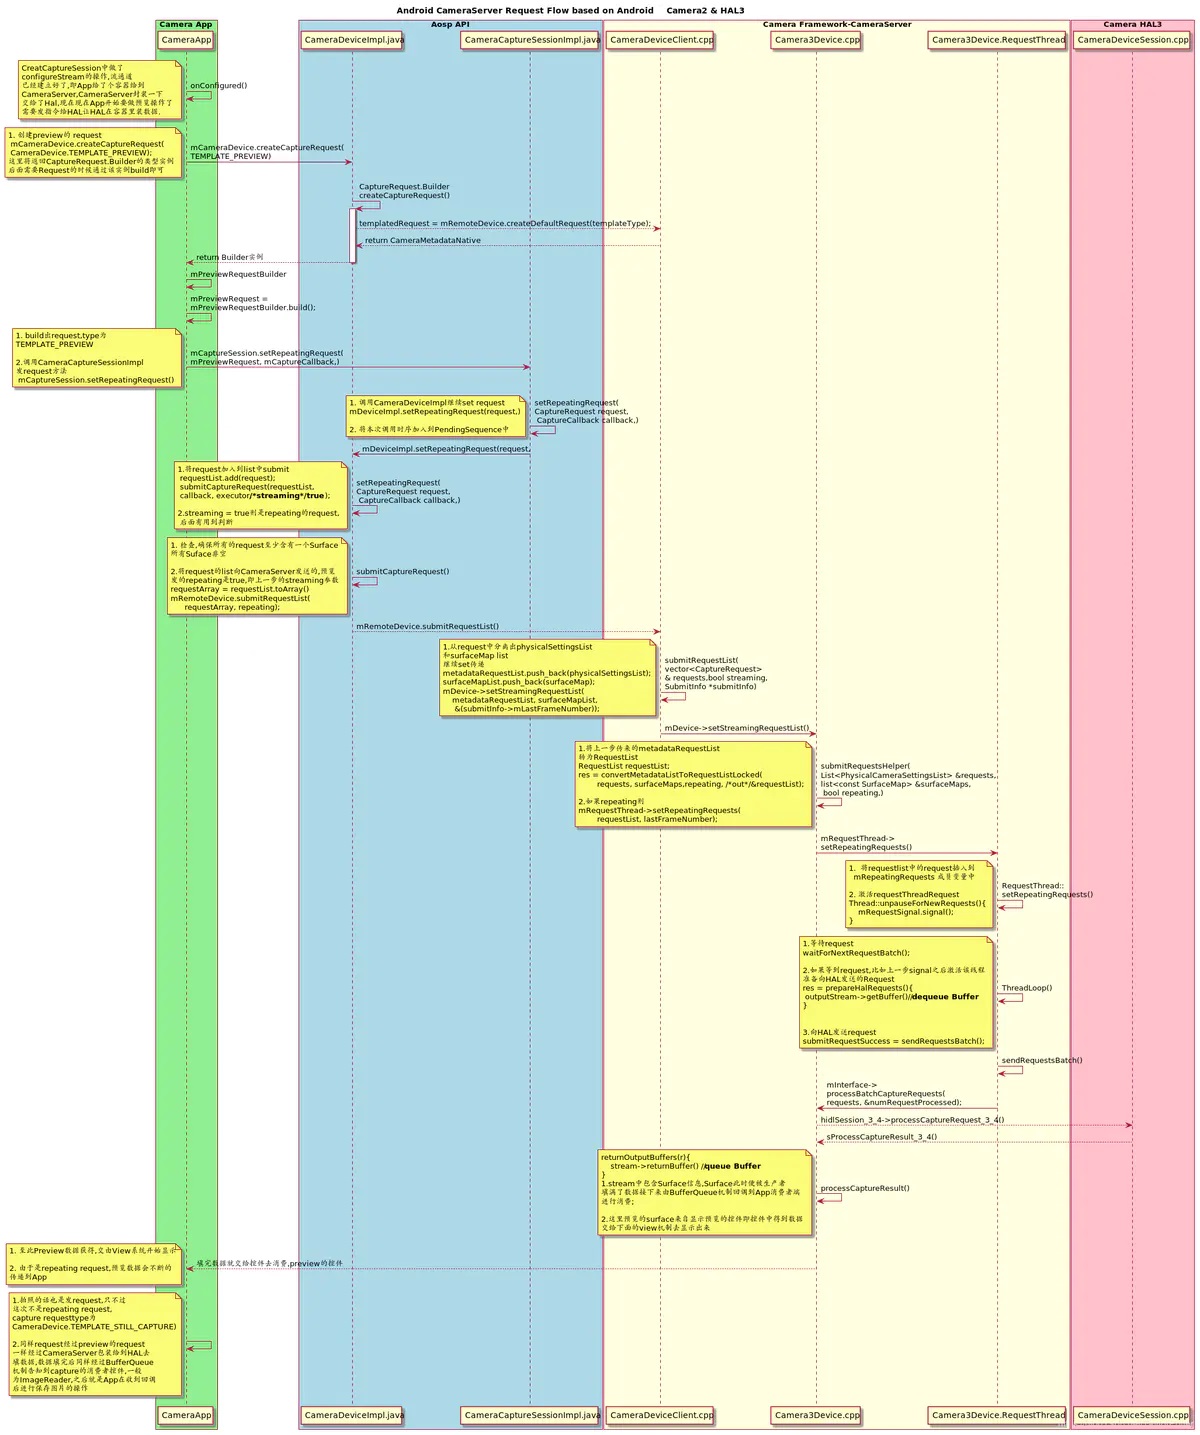 Android CameraServer Request Flow based on Android    Camera2 & HAL3
Camera App
Aosp API
Camera Framework-CameraServer
Camera HAL3
CameraApp
CameraDeviceImpl.java
CameraCaptureSessionImpl.java
CameraDeviceClient.cpp
Camera3Device.cpp
Camera3Device.RequestThread
CameraDeviceSession.cpp
CreatCaptureSession中做了
configureStream的操作,流通道
已经建立好了,即App给了个容器给到
CameraServer,CameraServer封装一下
交给了Hal,现在现在App开始要做预览操作了
需要发指令给HAL让HAL在容器里装数据.
onConfigured()
1. 创建preview的 request
mCameraDevice.createCaptureRequest(
CameraDevice.TEMPLATE_PREVIEW);
这里将返回CaptureRequest.Builder的类型实例
后面需要Request的时候通过该实例build即可
mCameraDevice.createCaptureRequest(
TEMPLATE_PREVIEW)
CaptureRequest.Builder
createCaptureRequest()
templatedRequest = mRemoteDevice.createDefaultRequest(templateType);
return CameraMetadataNative
return Builder实例
mPreviewRequestBuilder
mPreviewRequest =
mPreviewRequestBuilder.build();
1. build出request,type为
TEMPLATE_PREVIEW
2.调用CameraCaptureSessionImpl
发request方法
mCaptureSession.setRepeatingRequest()
mCaptureSession.setRepeatingRequest(
mPreviewRequest, mCaptureCallback,)
1. 调用CameraDeviceImpl继续set request
mDeviceImpl.setRepeatingRequest(request,)
2. 将本次调用时序加入到PendingSequence中
setRepeatingRequest(
CaptureRequest request,
CaptureCallback callback,)
mDeviceImpl.setRepeatingRequest(request,
1.将request加入到list中submit
requestList.add(request);
submitCaptureRequest(requestList,
callback, executor/*streaming*/true);
2.streaming = true则是repeating的request,
后面有用到判断
setRepeatingRequest(
CaptureRequest request,
CaptureCallback callback,)
1. 检查,确保所有的request至少含有一个Surface
所有Suface非空
2.将request的list向CameraServer发送的,预览
发的repeating是true,即上一步的streaming参数
requestArray = requestList.toArray()
mRemoteDevice.submitRequestList(
requestArray, repeating);
submitCaptureRequest()
mRemoteDevice.submitRequestList()
1.从request中分离出physicalSettingsList
和surfaceMap list
继续set传递
metadataRequestList.push_back(physicalSettingsList);
surfaceMapList.push_back(surfaceMap);
mDevice->setStreamingRequestList(
metadataRequestList, surfaceMapList,
&(submitInfo->mLastFrameNumber));
submitRequestList(
vector<CaptureRequest>
& requests,bool streaming,
SubmitInfo *submitInfo)
mDevice->setStreamingRequestList()
1.将上一步传来的metadataRequestList
转为RequestList
RequestList requestList;
res = convertMetadataListToRequestListLocked(
requests, surfaceMaps,repeating, /*out*/&requestList);
2.如果repeating则
mRequestThread->setRepeatingRequests(
requestList, lastFrameNumber);
submitRequestsHelper(
List<PhysicalCameraSettingsList> &requests,
list<const SurfaceMap> &surfaceMaps,
bool repeating,)
mRequestThread->
setRepeatingRequests()
1.  将requestlist中的request插入到
mRepeatingRequests 成员变量中
2. 激活requestThreadRequest
Thread::unpauseForNewRequests(){
mRequestSignal.signal();
}
RequestThread::
setRepeatingRequests()
1.等待request
waitForNextRequestBatch();
2.如果等到request,比如上一步signal之后激活该线程
准备向HAL发送的Request
res = prepareHalRequests(){
outputStream->getBuffer()//dequeue Buffer
}
3.向HAL发送request
submitRequestSuccess = sendRequestsBatch();
ThreadLoop()
sendRequestsBatch()
mInterface->
processBatchCaptureRequests(
requests, &numRequestProcessed);
hidlSession_3_4->processCaptureRequest_3_4()
sProcessCaptureResult_3_4()
returnOutputBuffers(r){
stream->returnBuffer() //queue Buffer
}
1.stream中包含Surface信息,Surface此时便被生产者
填满了数据接下来由BufferQueue机制回调到App消费者端
进行消费;
2.这里预览的surface来自显示预览的控件即控件中得到数据
交给下面的view机制去显示出来
processCaptureResult()
1. 至此Preview数据获得,交由View系统开始显示
2. 由于是repeating request,预览数据会不断的
传递到App
填完数据就交给控件去消费,preview的控件
1.拍照的话也是发request,只不过
这次不是repeating request,
capture requesttype为
CameraDevice.TEMPLATE_STILL_CAPTURE)
2.同样request经过preview的request
一样经过CameraServer包装给到HAL去
填数据,数据填完后同样经过BufferQueue
机制告知到capture的消费者控件,一般
为ImageReader,之后就是App在收到回调
后进行保存图片的操作
CameraApp
CameraDeviceImpl.java
CameraCaptureSessionImpl.java
CameraDeviceClient.cpp
Camera3Device.cpp
Camera3Device.RequestThread
CameraDeviceSession.cpp